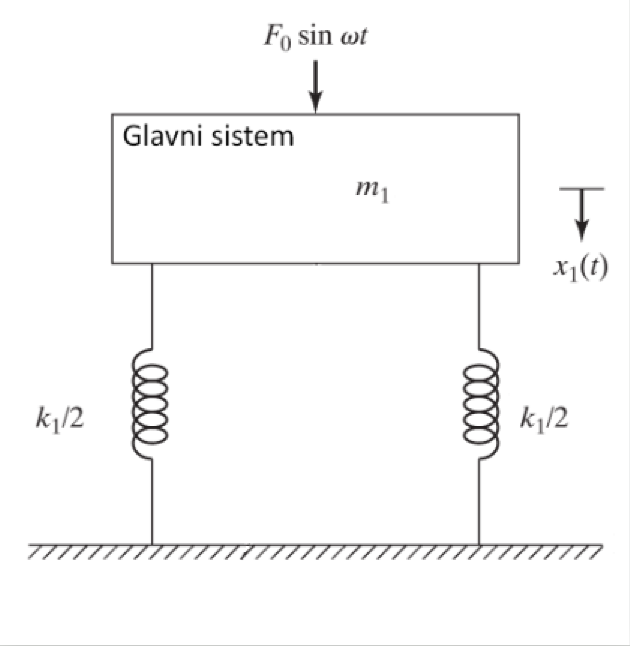 F₀ sin ωt
Glavni sistem
m₁
x₁(t)
k₁/2
k₁/2